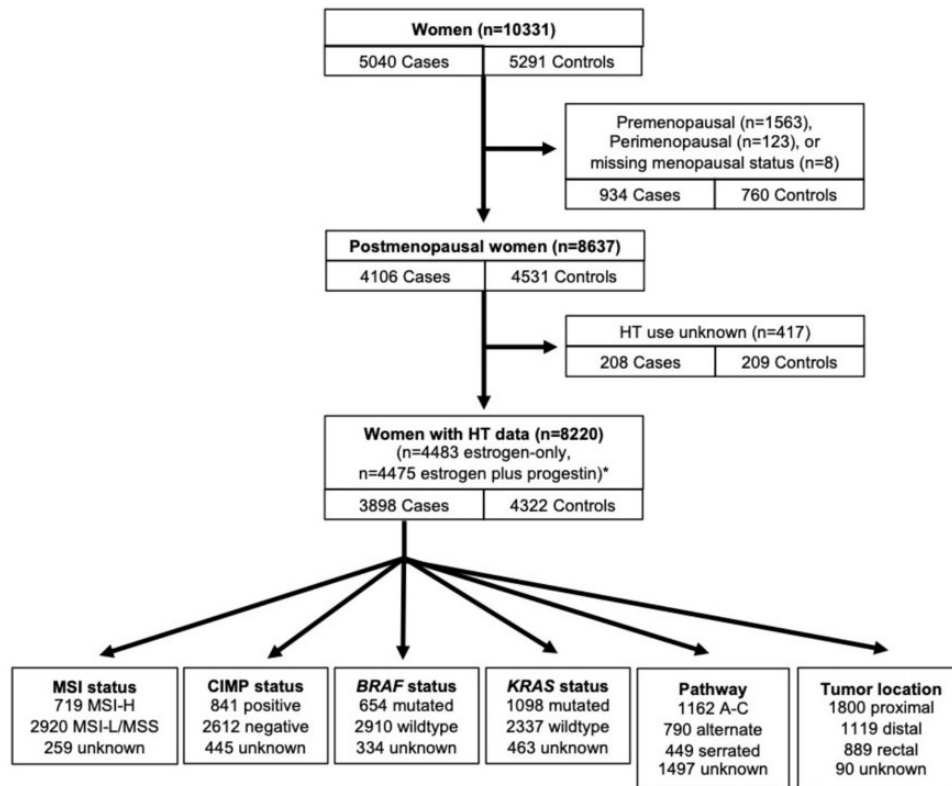 Women (n=10331)
5040 Cases 5291 Controls
Premenopausal (n=1563),
Perimenopausal (n=123), or
missing menopausal status (n=8)
934 Cases 760 Controls
Postmenopausal women (n=8637)
4106 Cases 4531 Controls
HT use unknown (n=417)
208 Cases 209 Controls
Women with HT data (n=8220)
(n=4483 estrogen-only,
n=4475 estrogen plus progestin)*
3898 Cases 4322 Controls
MSI status
719 MSI-H
2920 MSI-L/MSS
259 unknown
CIMP status
841 positive
2612 negative
445 unknown
BRAF status
654 mutated
2910 wildtype
334 unknown
KRAS status
1098 mutated
2337 wildtype
463 unknown
Pathway
1162 A-C
790 alternate
449 serrated
1497 unknown
Tumor location
1800 proximal
1119 distal
889 rectal
90 unknown